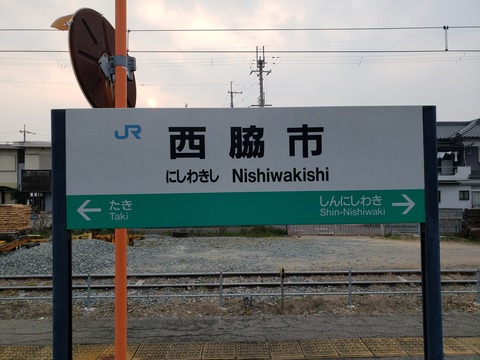 JR
西脇市
にしわきし Nishiwakishi
たき しんにしわき
Taki Shin-Nishiwaki